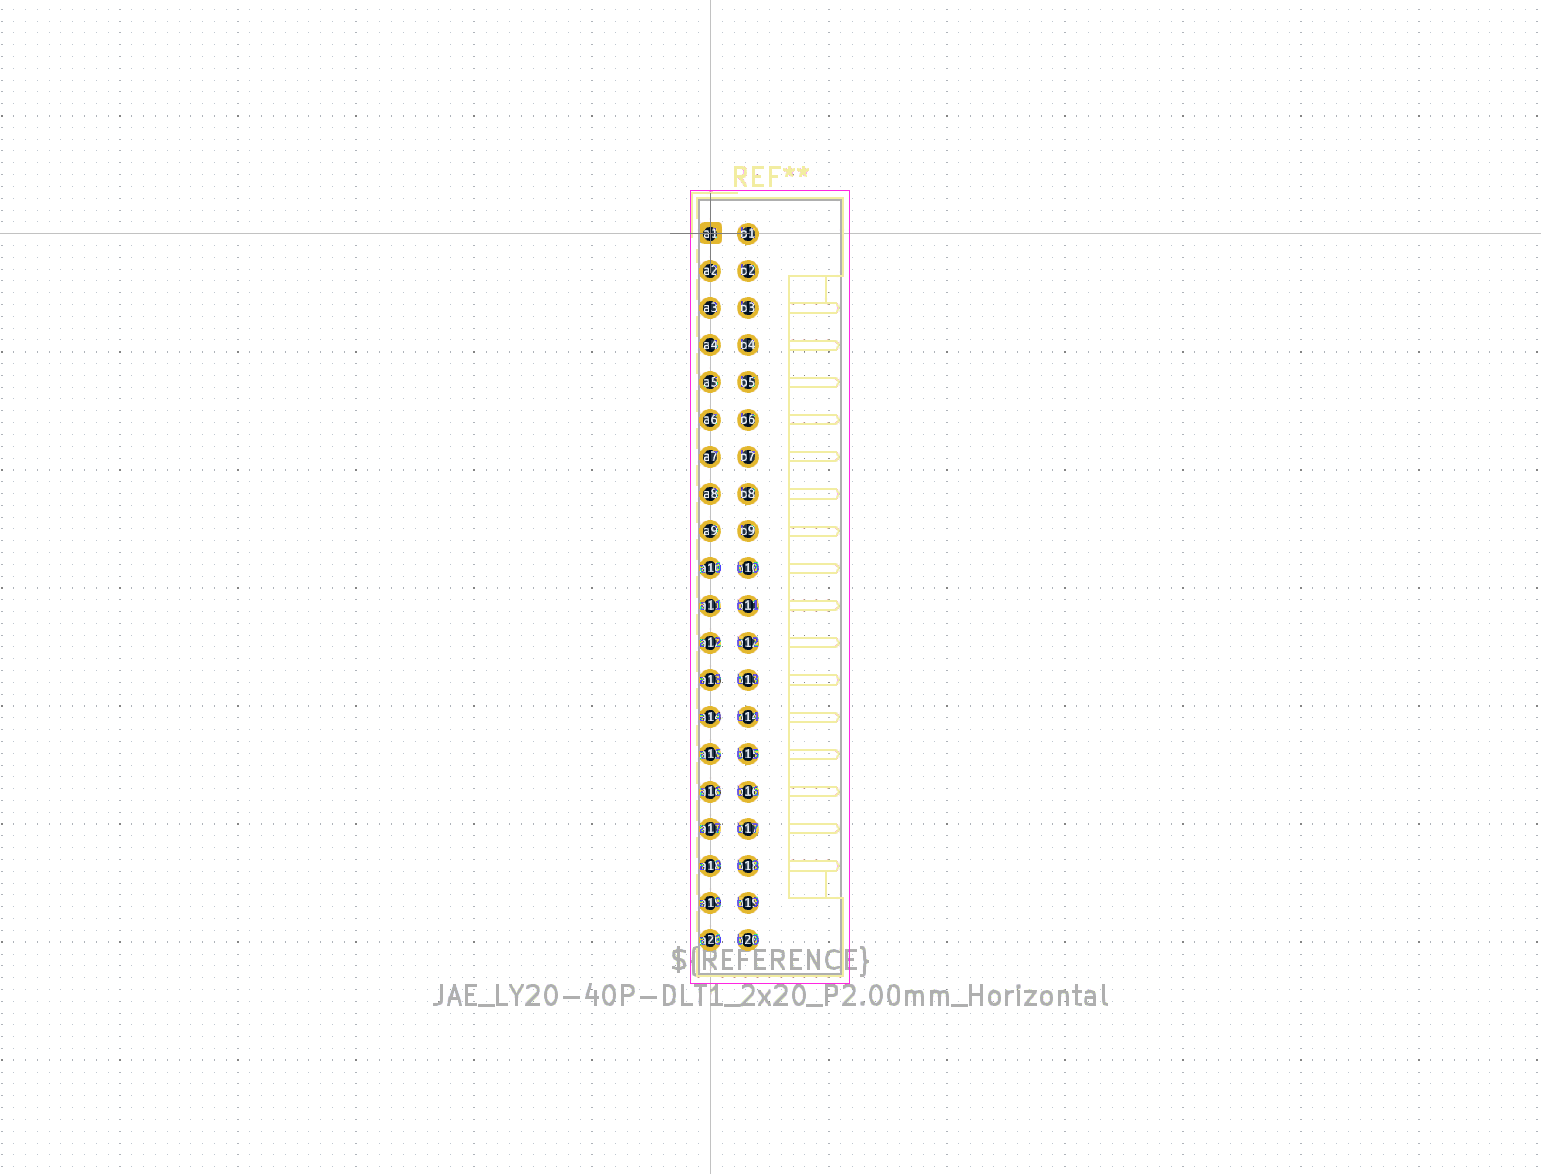 REF**
a1 b1
a2 b2
a3 b3
a4 b4
a5 b5
a6 b6
a7 b7
a8 b8
a9 b9
a10 b10
a11 b11
a12 b12
a13 b13
a14 b14
a15 b15
a16 b16
a17 b17
a18 b18
a19 b19
a20 b20
${REFERENCE}
JAE_LY20-40P-DLT1_2x20_P2.00mm_Horizontal